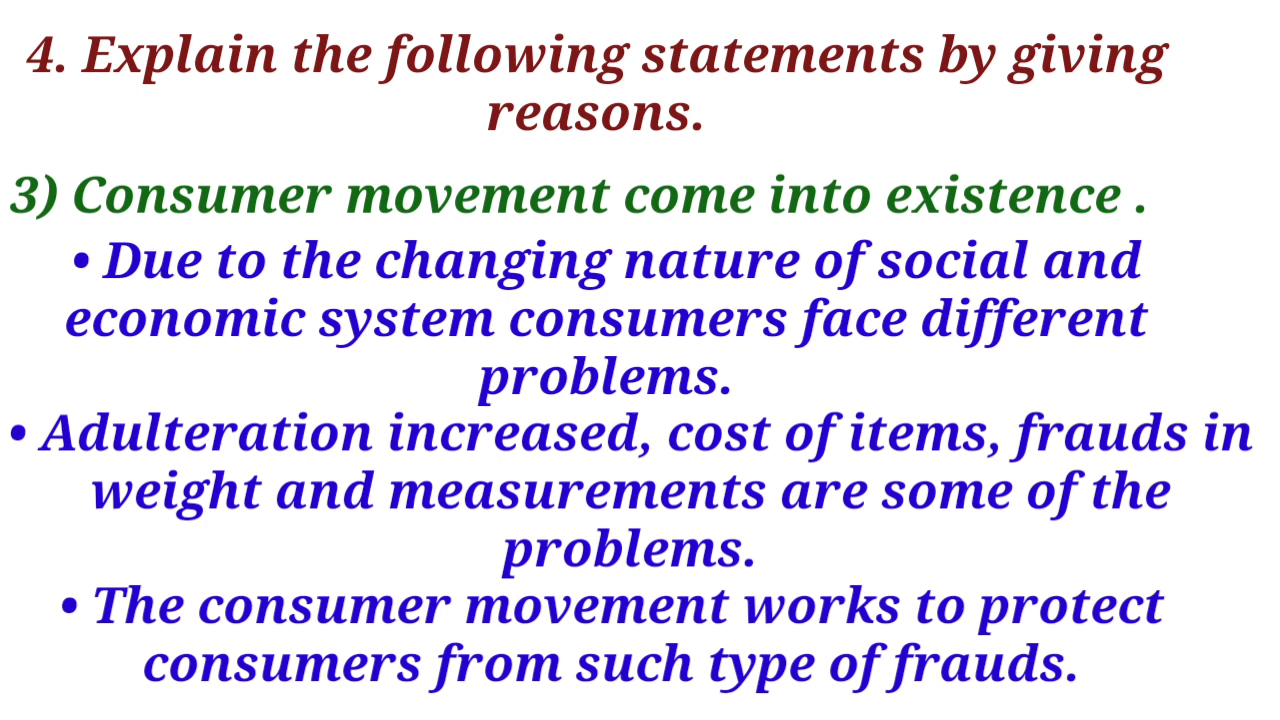 4. Explain the following statements by giving
reasons.
3) Consumer movement come into existence .
• Due to the changing nature of social and
economic system consumers face different
problems.
• Adulteration increased, cost of items, frauds in
weight and measurements are some of the
problems.
• The consumer movement works to protect
consumers from such type of frauds.